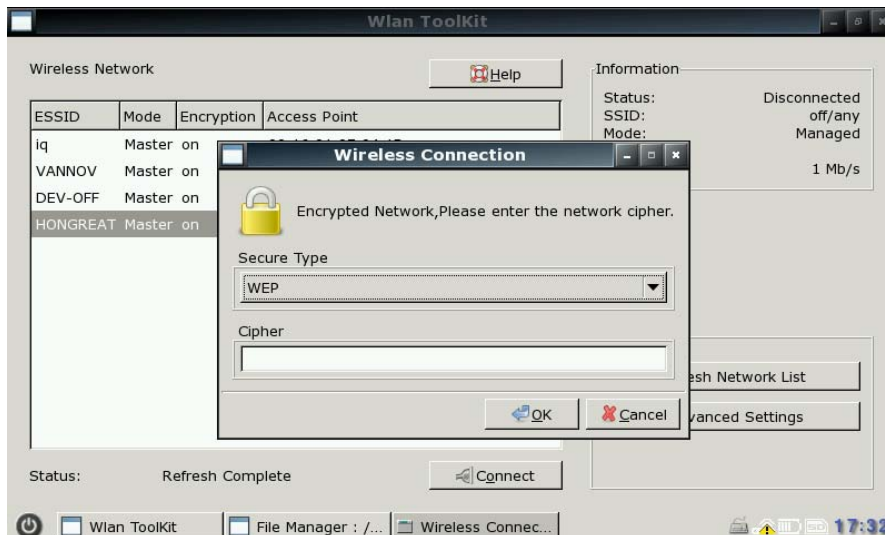 Wlan ToolKit
Wireless Network
Help
ESSID Mode Encryption Access Point
iq Master on
VANNOV Master on
DEV-OFF Master on
HONGREAT Master on
Information
Status: Disconnected
SSID: off/any
Mode: Managed
1 Mb/s
Wireless Connection
Encrypted Network,Please enter the network cipher.
Secure Type
WEP
Cipher
OK
Cancel
esh Network List
vanced Settings
Status: Refresh Complete
Connect
Wlan ToolKit
File Manager : /...
Wireless Connec...
17:32